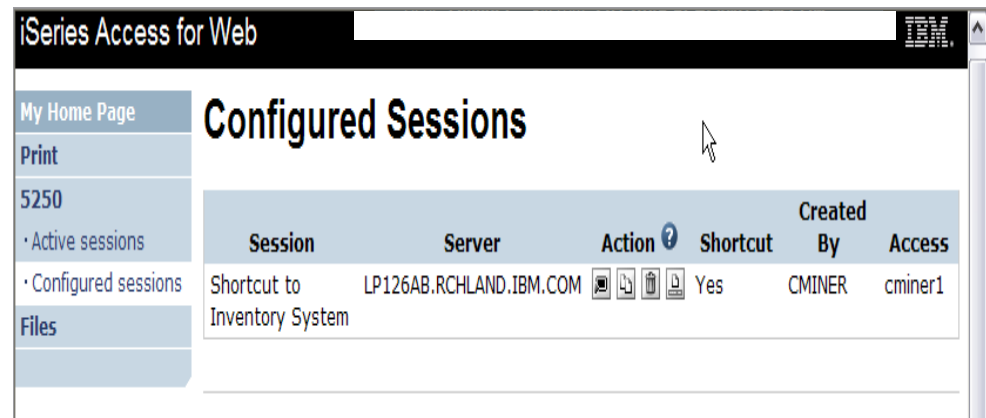 iSeries Access for Web
IBM.
My Home Page
Print
5250
· Active sessions
· Configured sessions
Files
Configured Sessions
Session Server Action ? Shortcut Created By Access
Shortcut to Inventory System LP126AB.RCHLAND.IBM.COM Yes CMINER cminer1